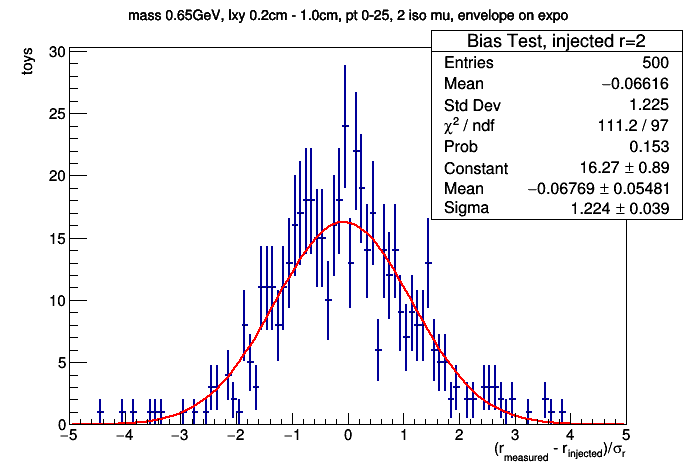 mass 0.65GeV, lxy 0.2cm - 1.0cm, pt 0-25, 2 iso mu, envelope on expo
Bias Test, injected r=2
Entries 500
Mean −0.06616
Std Dev 1.225
χ² / ndf 111.2 / 97
Prob 0.153
Constant 16.27 ± 0.89
Mean −0.06769 ± 0.05481
Sigma 1.224 ± 0.039
toys
30
25
20
15
10
5
0
−5 −4 −3 −2 −1 0 1 2 3 4 5
(r_measured - r_injected)/σ_r